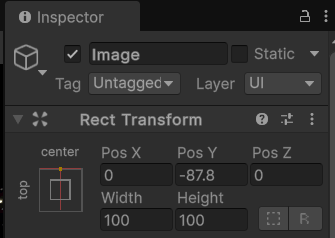 Inspector
Image
Static
Tag Untagged Layer UI
Rect Transform
center
top
Pos X Pos Y Pos Z
0 -87.8 0
Width Height
100 100
R